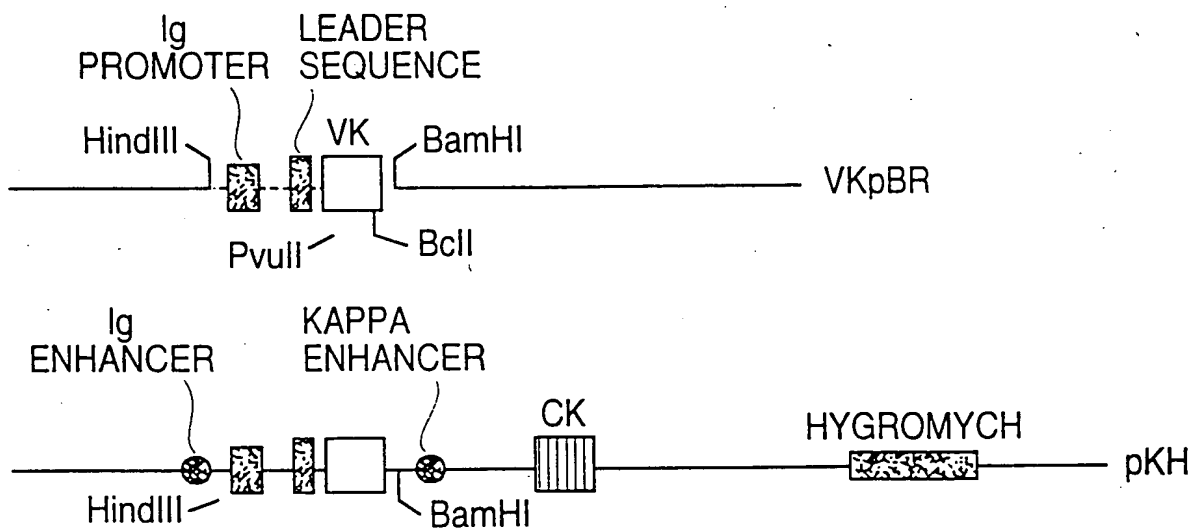 Ig
PROMOTER
LEADER
SEQUENCE
HindIII
VK
BamHI
VKpBR
PvuII
BclI
Ig
ENHANCER
KAPPA
ENHANCER
CK
HYGROMYCH
pKH
HindIII
BamHI